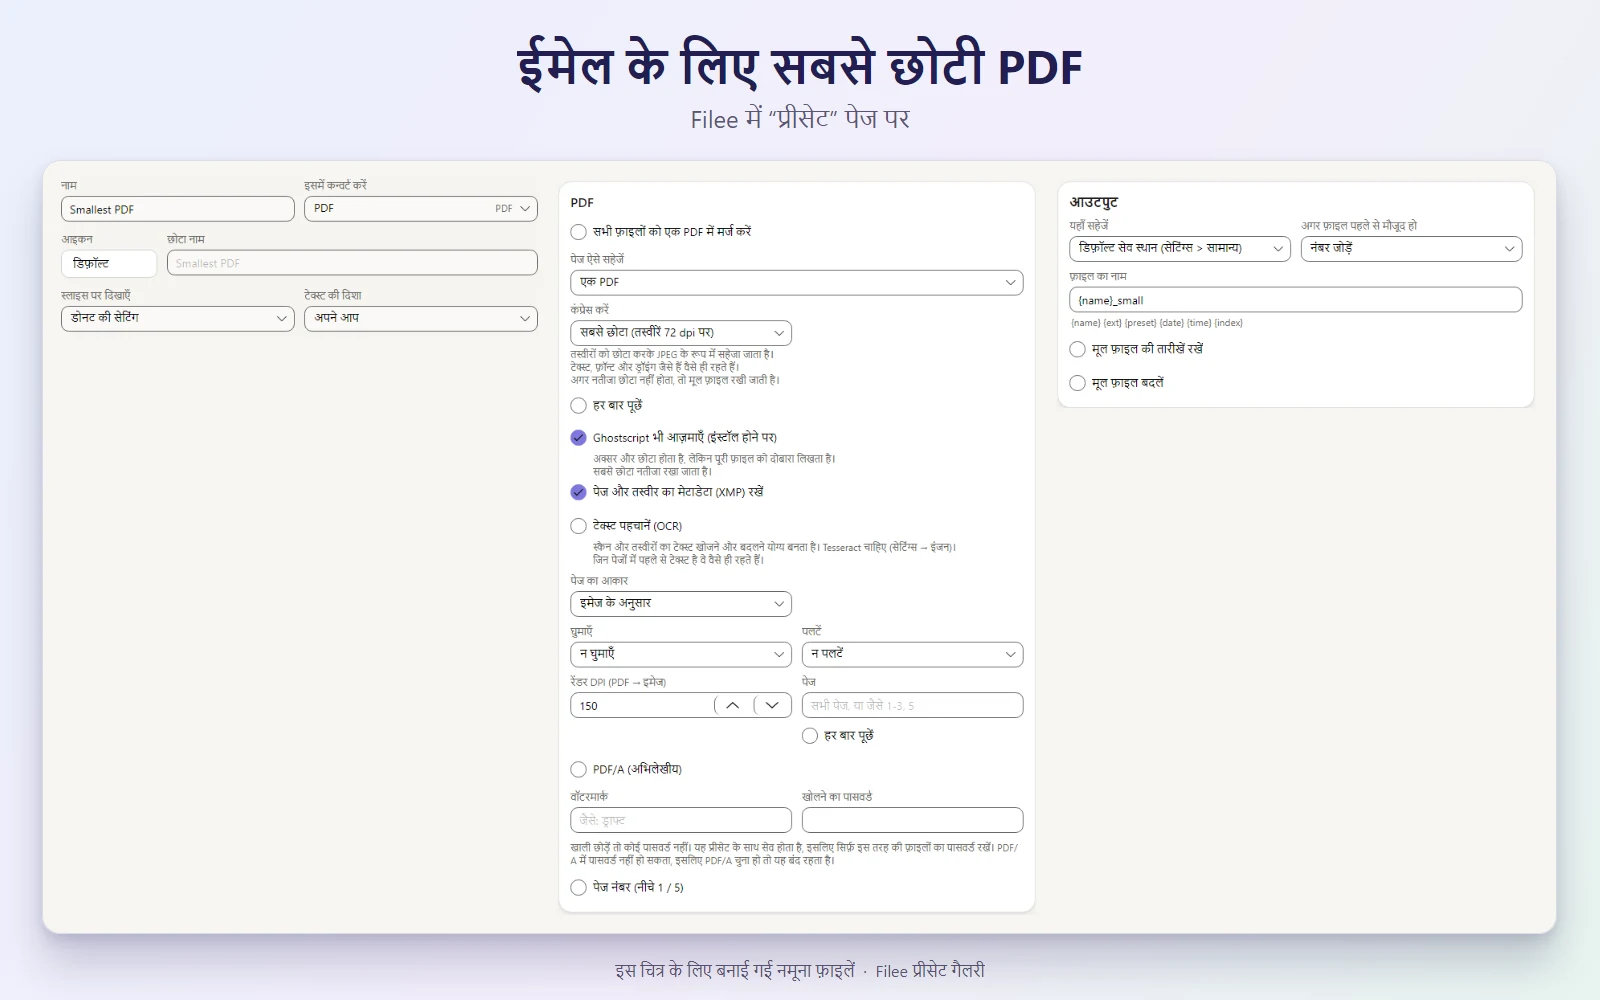 ईमेल के लिए सबसे छोटी PDF
Filee में “प्रीसेट” पेज पर
नाम
Smallest PDF
इसमें कन्वर्ट करें
PDF PDF
आइकन
डिफ़ॉल्ट
छोटा नाम
Smallest PDF
स्लाइस पर दिखाएँ
डोनट की सेटिंग
टेक्स्ट की दिशा
अपने आप
PDF
सभी फ़ाइलों को एक PDF में मर्ज करें
पेज ऐसे सहेजें
एक PDF
कंप्रेस करें
सबसे छोटा (तस्वीरें 72 dpi पर)
तस्वीरों को छोटा करके JPEG के रूप में सहेजा जाता है।
टेक्स्ट, फ़ॉन्ट और ड्रॉइंग जैसे हैं वैसे ही रहते हैं।
अगर नतीजा छोटा नहीं होता, तो मूल फ़ाइल रखी जाती है।
हर बार पूछें
Ghostscript भी आज़माएँ (इंस्टॉल होने पर)
अक्सर और छोटा होता है, लेकिन पूरी फ़ाइल को दोबारा लिखता है।
सबसे छोटा नतीजा रखा जाता है।
पेज और तस्वीर का मेटाडेटा (XMP) रखें
टेक्स्ट पहचानें (OCR)
स्कैन और तस्वीरों का टेक्स्ट खोजने और बदलने योग्य बनता है। Tesseract चाहिए (सेटिंग्स → इंजन)।
जिन पेजों में पहले से टेक्स्ट है वे वैसे ही रहते हैं।
पेज का आकार
इमेज के अनुसार
घुमाएँ
न घुमाएँ
पलटें
न पलटें
रेंडर DPI (PDF → इमेज)
150
पेज
सभी पेज, या जैसे 1-3, 5
हर बार पूछें
PDF/A (अभिलेखीय)
वॉटरमार्क
जैसे: ड्राफ्ट
खोलने का पासवर्ड
खाली छोड़ें तो कोई पासवर्ड नहीं। यह प्रीसेट के साथ सेव होता है, इसलिए सिर्फ़ इस तरह की फ़ाइलों का पासवर्ड रखें। PDF/
A में पासवर्ड नहीं हो सकता, इसलिए PDF/A चुना हो तो यह बंद रहता है।
पेज नंबर (नीचे 1 / 5)
आउटपुट
यहाँ सहेजें
डिफ़ॉल्ट सेव स्थान (सेटिंग्स > सामान्य)
अगर फ़ाइल पहले से मौजूद हो
नंबर जोड़ें
फ़ाइल का नाम
{name}_small
{name} {ext} {preset} {date} {time} {index}
मूल फ़ाइल की तारीखें रखें
मूल फ़ाइल बदलें
इस चित्र के लिए बनाई गई नमूना फ़ाइलें · Filee प्रीसेट गैलरी